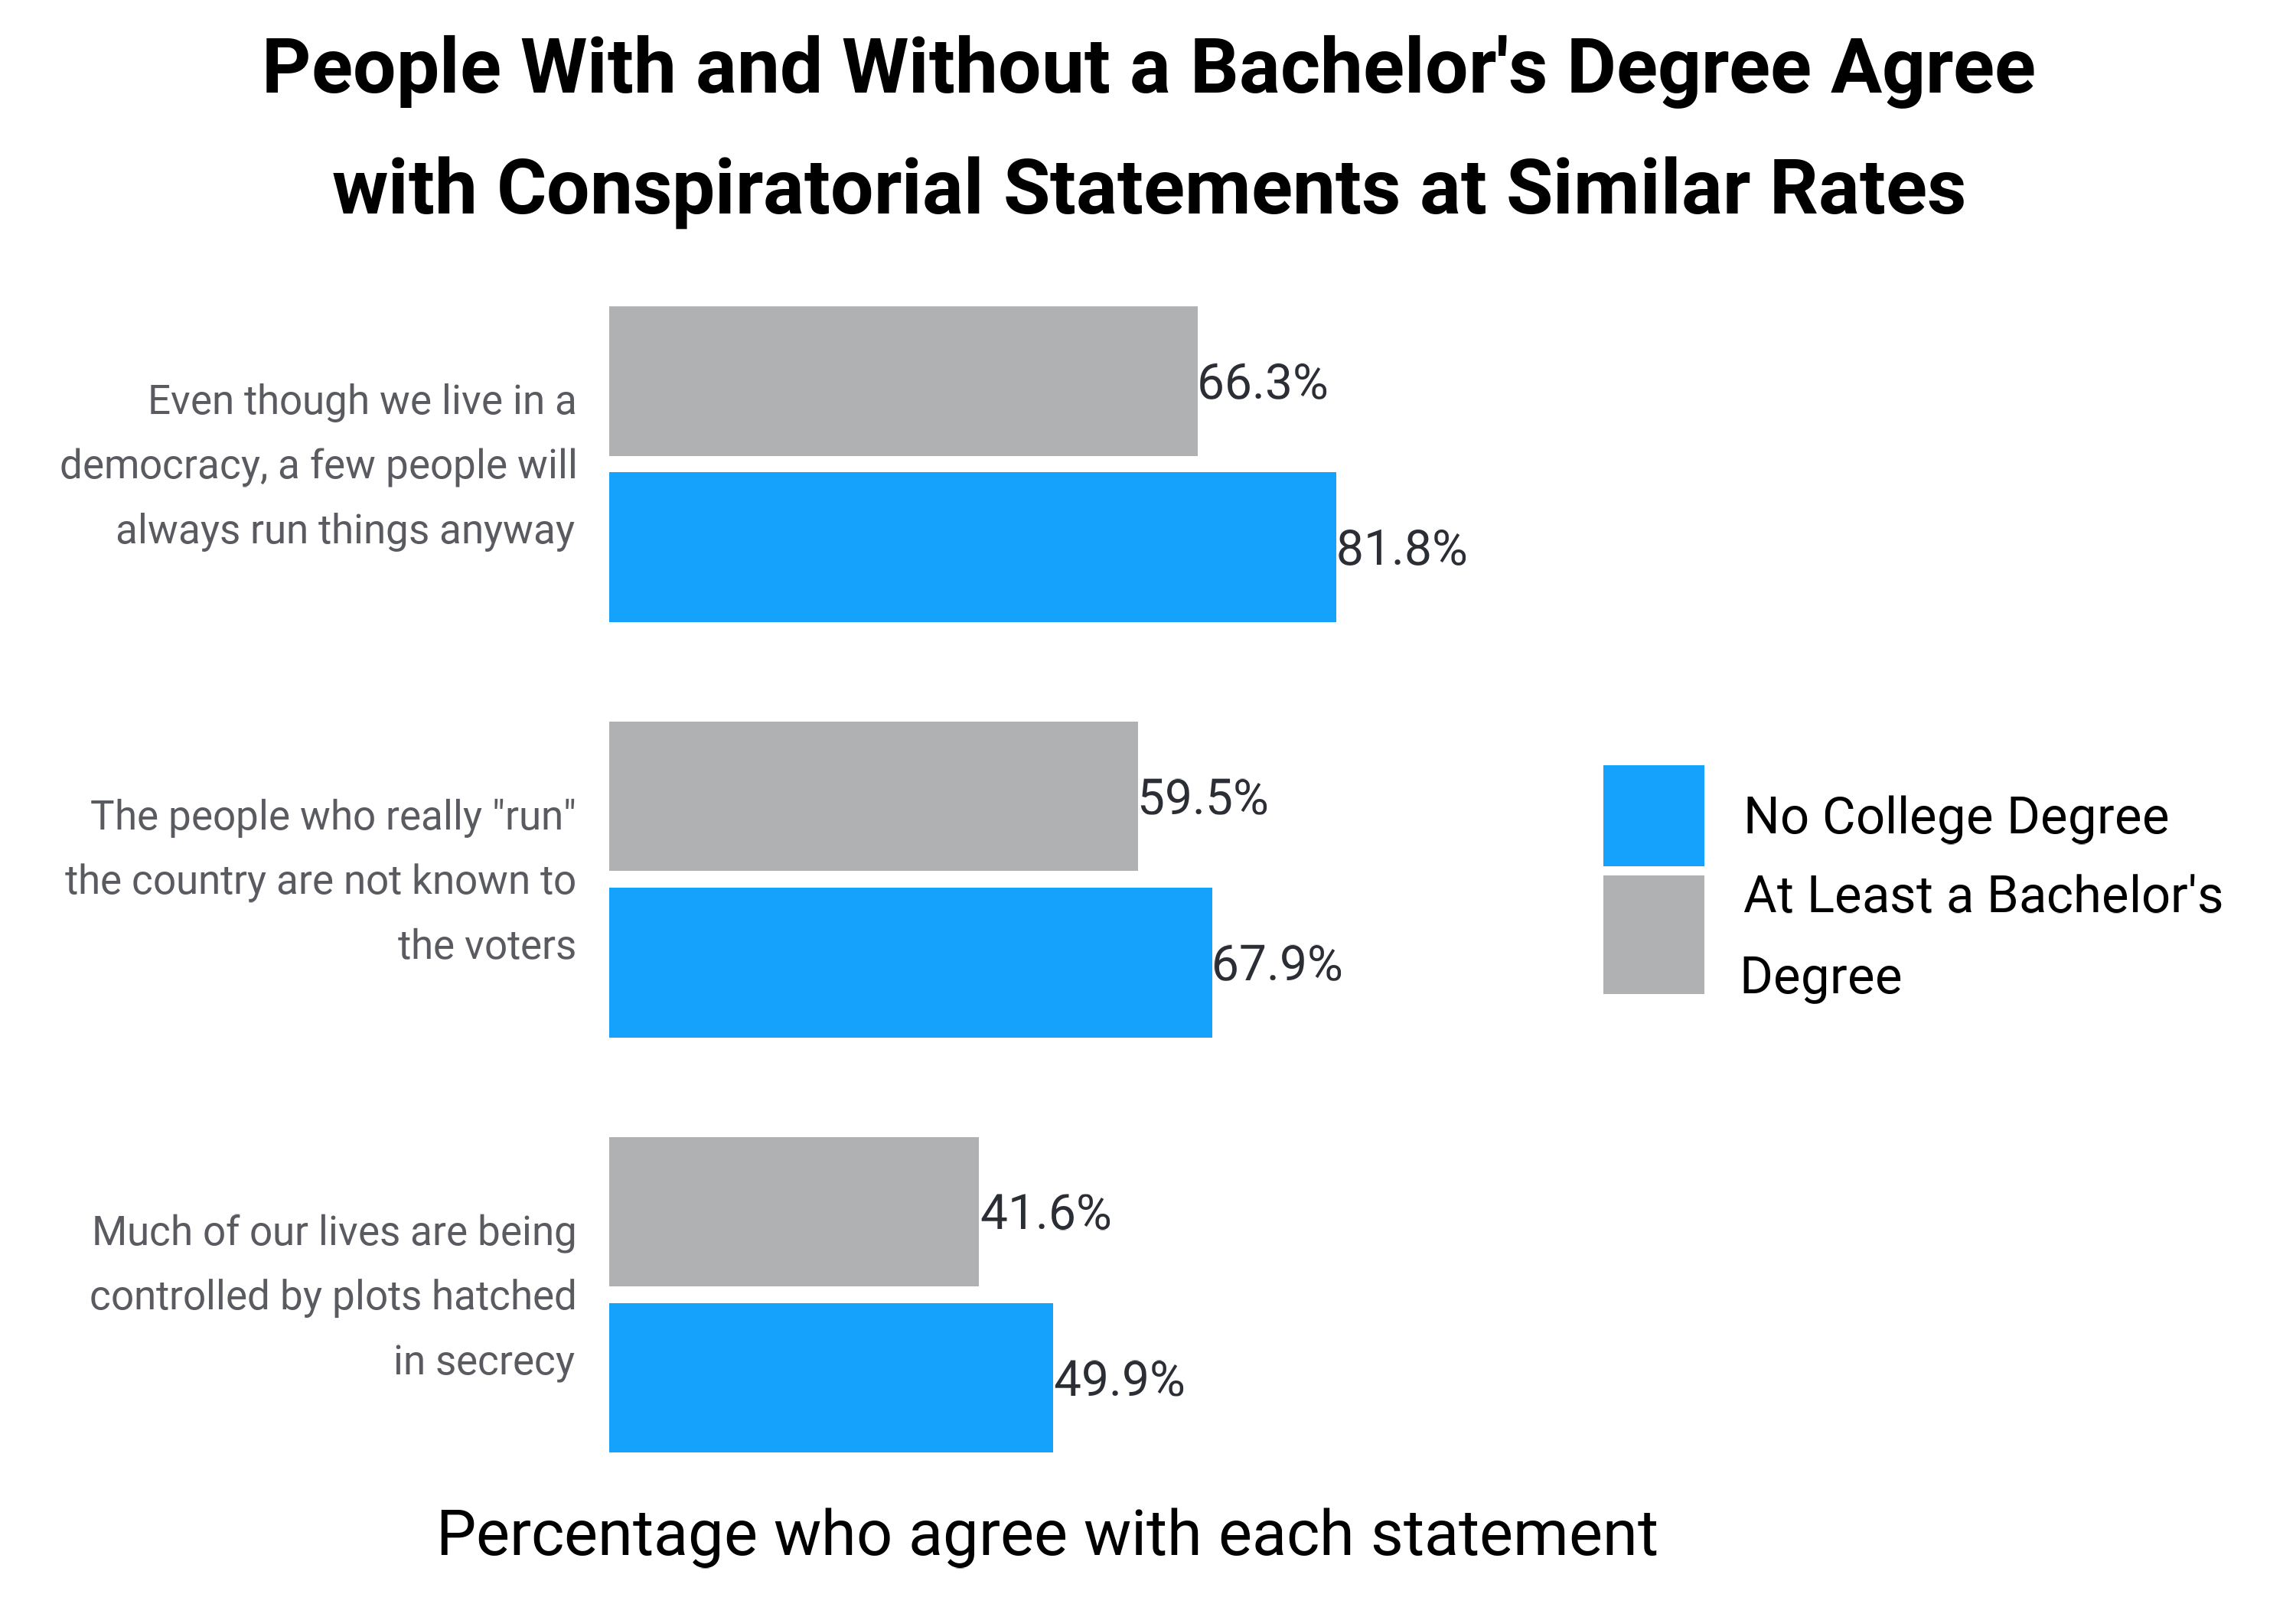 People With and Without a Bachelor's Degree Agree
with Conspiratorial Statements at Similar Rates
Even though we live in a
democracy, a few people will
always run things anyway
66.3%
81.8%
The people who really "run"
the country are not known to
the voters
59.5%
67.9%
No College Degree
At Least a Bachelor's
Degree
Much of our lives are being
controlled by plots hatched
in secrecy
41.6%
49.9%
Percentage who agree with each statement